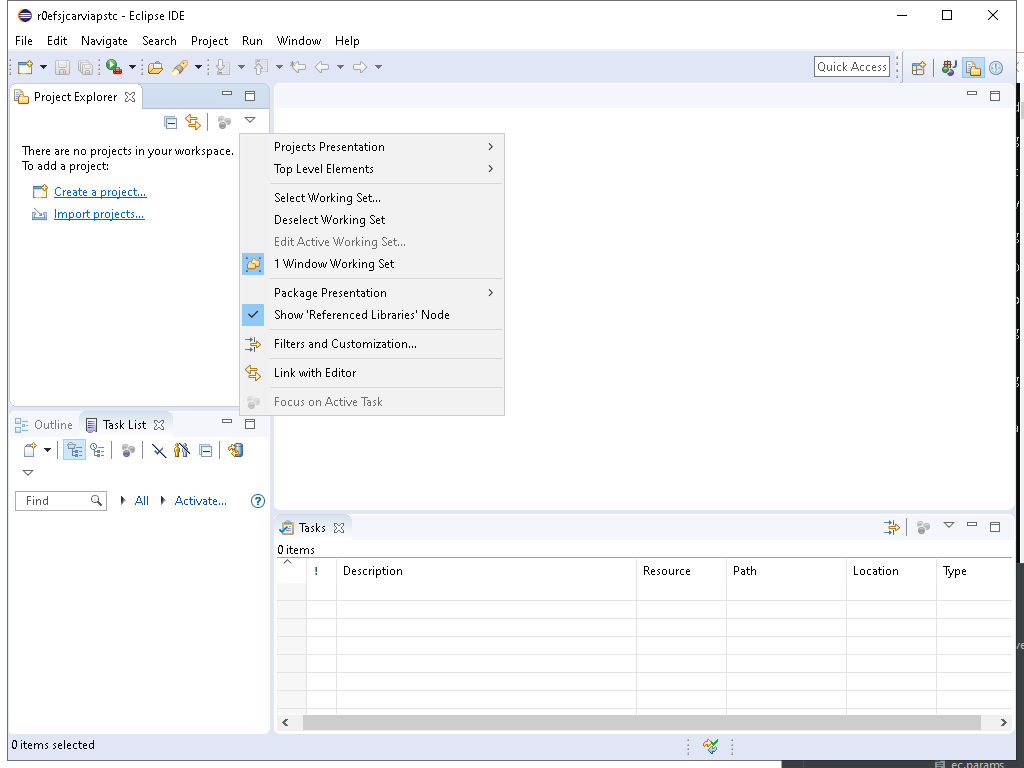 r0efsjcarviapstc - Eclipse IDE
File Edit Navigate Search Project Run Window Help
Quick Access
Project Explorer
There are no projects in your workspace.
To add a project:
Create a project...
Import projects...
Projects Presentation
Top Level Elements
Select Working Set...
Deselect Working Set
Edit Active Working Set...
1 Window Working Set
Package Presentation
Show 'Referenced Libraries' Node
Filters and Customization...
Link with Editor
Focus on Active Task
Outline Task List
Find All Activate...
Tasks
0 items
! Description Resource Path Location Type
0 items selected
ec.params